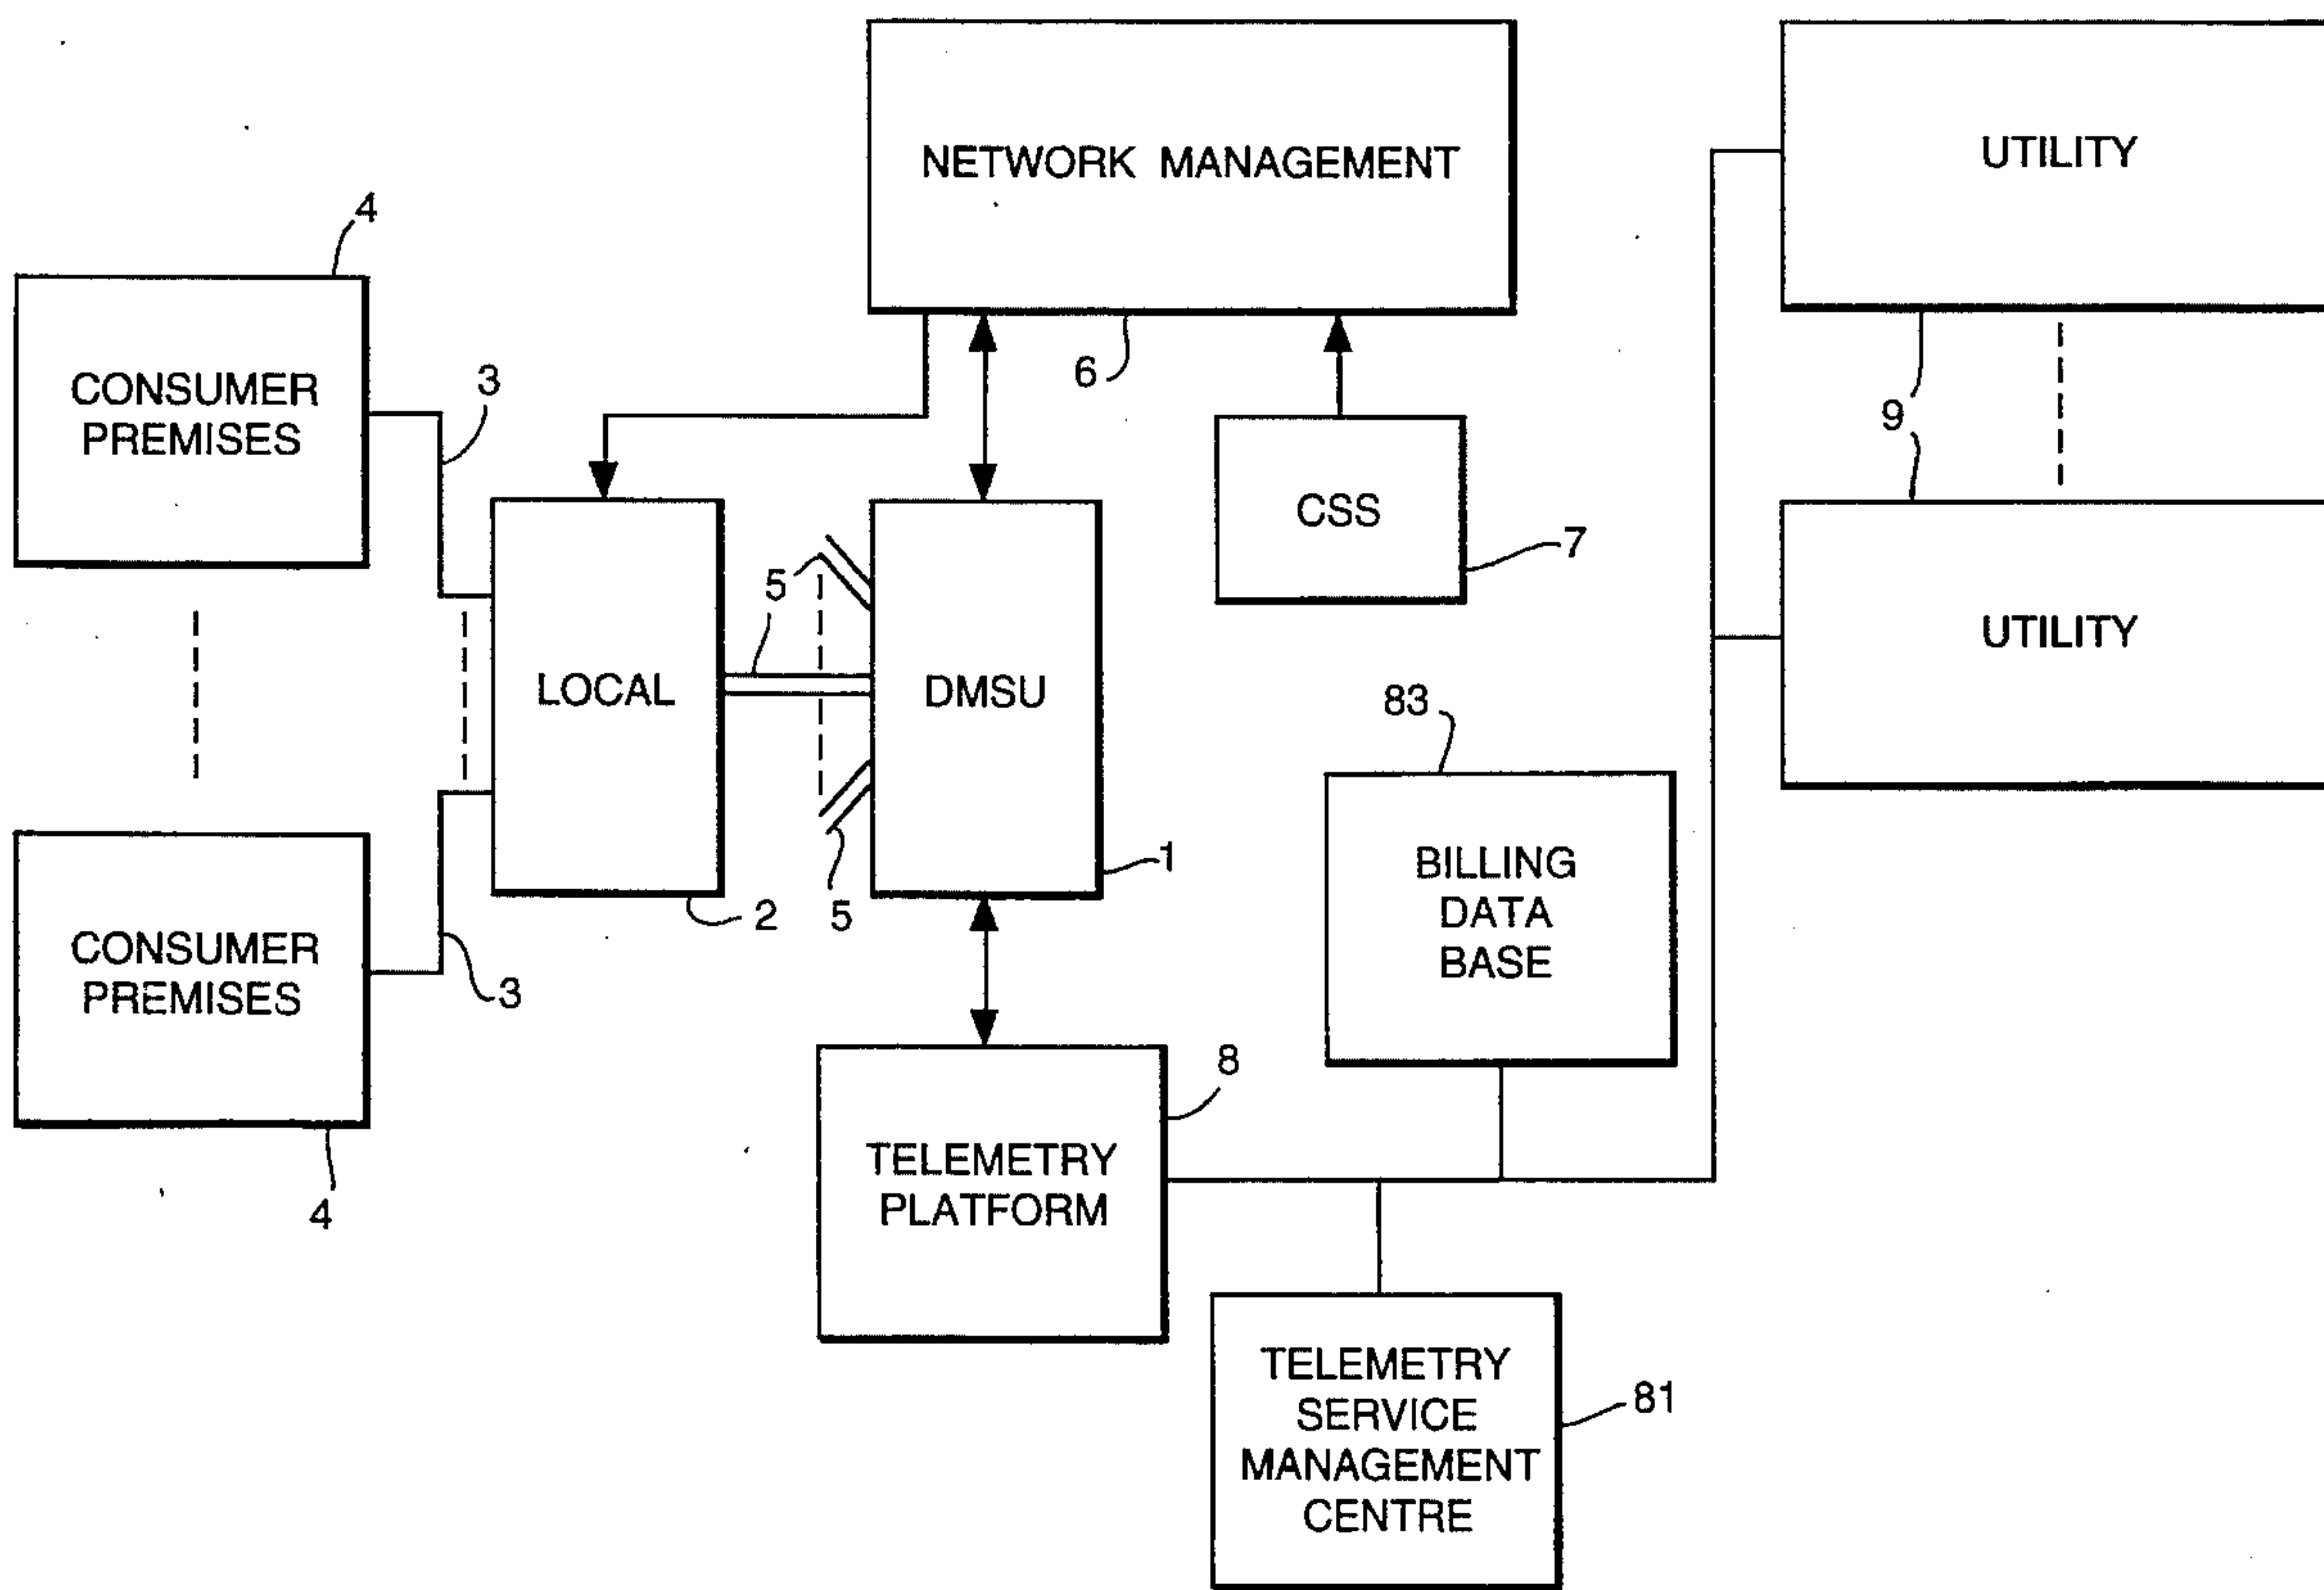 NETWORK MANAGEMENT
UTILITY
4
CONSUMER
PREMISES
3
6
9
CSS
7
5
LOCAL
DMSU
UTILITY
83
5
BILLING
DATA
BASE
1
2
5
CONSUMER
PREMISES
3
8
TELEMETRY
PLATFORM
4
TELEMETRY
SERVICE
MANAGEMENT
CENTRE
81